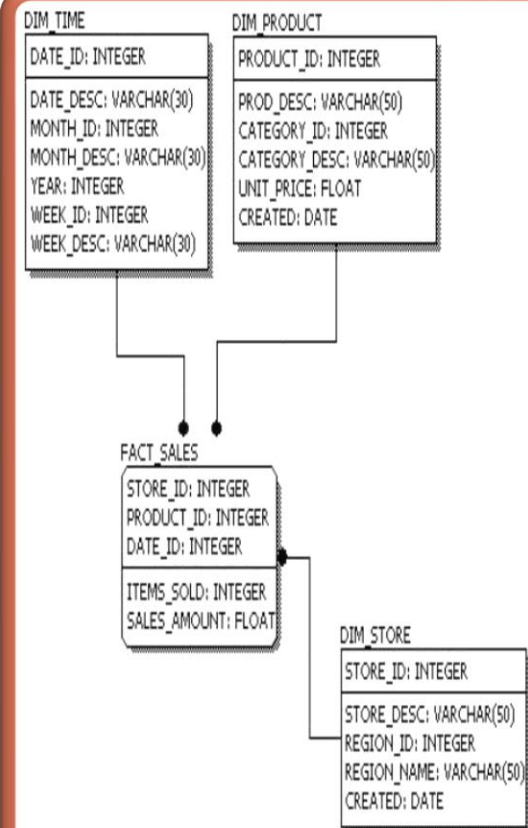 DIM_TIME
DATE_ID: INTEGER
DATE_DESC: VARCHAR(30)
MONTH_ID: INTEGER
MONTH_DESC: VARCHAR(30)
YEAR: INTEGER
WEEK_ID: INTEGER
WEEK_DESC: VARCHAR(30)
DIM_PRODUCT
PRODUCT_ID: INTEGER
PROD_DESC: VARCHAR(50)
CATEGORY_ID: INTEGER
CATEGORY_DESC: VARCHAR(50)
UNIT_PRICE: FLOAT
CREATED: DATE
FACT_SALES
STORE_ID: INTEGER
PRODUCT_ID: INTEGER
DATE_ID: INTEGER
ITEMS_SOLD: INTEGER
SALES_AMOUNT: FLOAT
DIM_STORE
STORE_ID: INTEGER
STORE_DESC: VARCHAR(50)
REGION_ID: INTEGER
REGION_NAME: VARCHAR(50)
CREATED: DATE